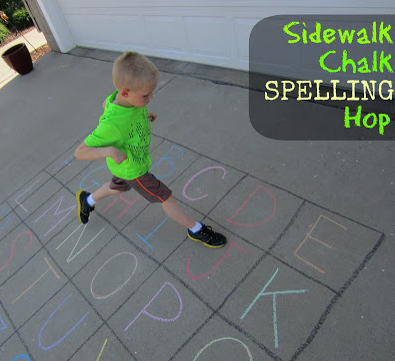 Sidewalk
Chalk
SPELLING
Hop
C D E
I J K
M N O P
S T U